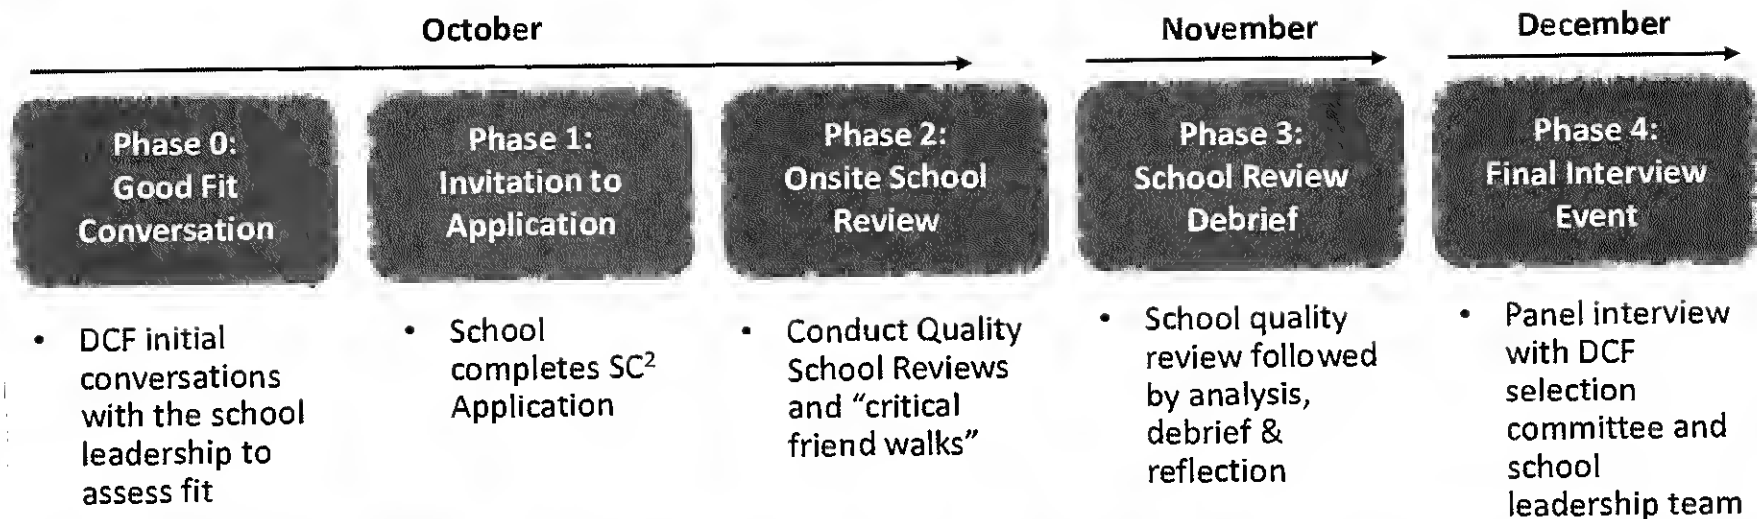 October
November
December
Phase 0:
Good Fit
Conversation
Phase 1:
Invitation to
Application
Phase 2:
Onsite School
Review
Phase 3:
School Review
Debrief
Phase 4:
Final Interview
Event
• DCF initial
conversations
with the school
leadership to
assess fit
• School
completes SC²
Application
• Conduct Quality
School Reviews
and “critical
friend walks”
• School quality
review followed
by analysis,
debrief &
reflection
• Panel interview
with DCF
selection
committee and
school
leadership team